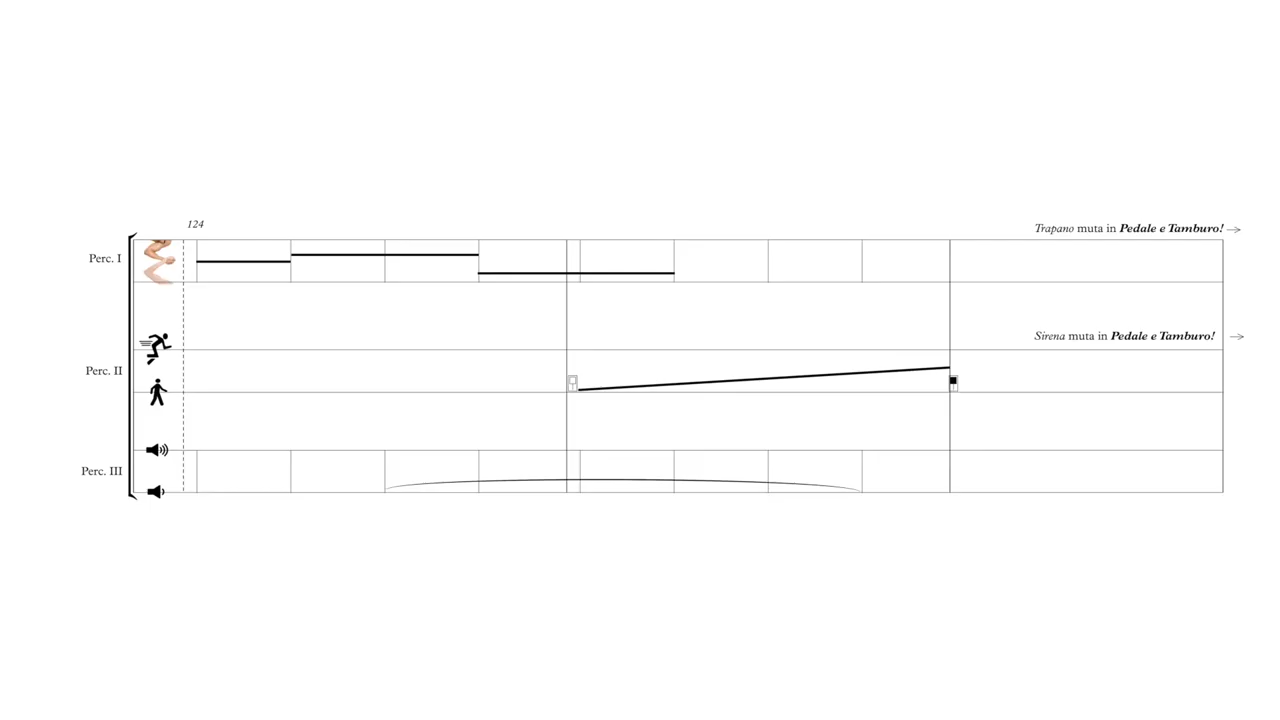 124
Trapano muta in Pedale e Tamburo! →
Perc. I
Sirena muta in Pedale e Tamburo! →
Perc. II
Perc. III